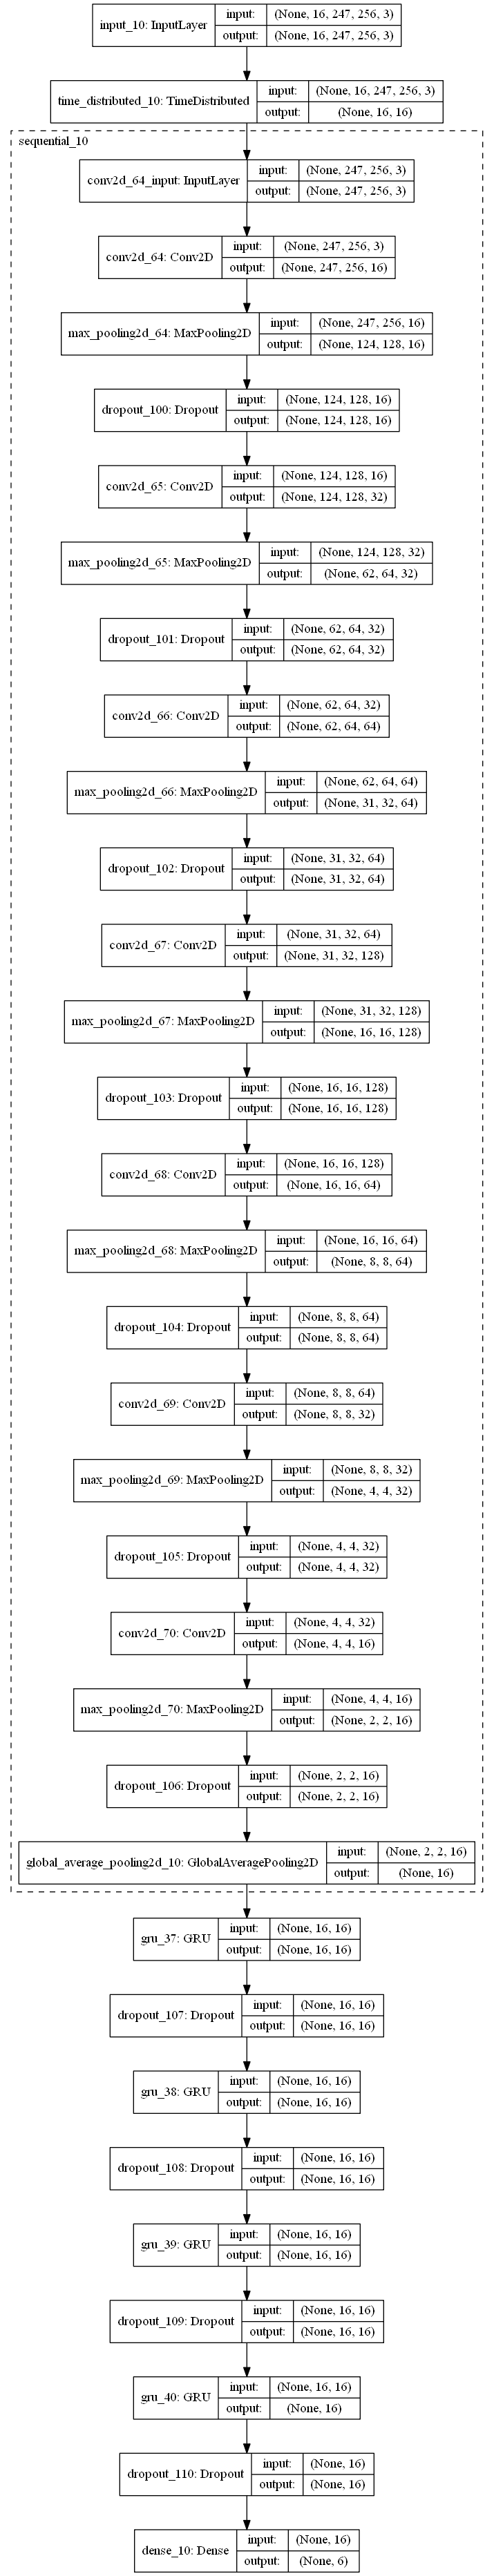 input_10: InputLayer
input:
(None, 16, 247, 256, 3)
output:
(None, 16, 247, 256, 3)
time_distributed_10: TimeDistributed
input:
(None, 16, 247, 256, 3)
output:
(None, 16, 16)
sequential_10
conv2d_64_input: InputLayer
input:
(None, 247, 256, 3)
output:
(None, 247, 256, 3)
conv2d_64: Conv2D
input:
(None, 247, 256, 3)
output:
(None, 247, 256, 16)
max_pooling2d_64: MaxPooling2D
input:
(None, 247, 256, 16)
output:
(None, 124, 128, 16)
dropout_100: Dropout
input:
(None, 124, 128, 16)
output:
(None, 124, 128, 16)
conv2d_65: Conv2D
input:
(None, 124, 128, 16)
output:
(None, 124, 128, 32)
max_pooling2d_65: MaxPooling2D
input:
(None, 124, 128, 32)
output:
(None, 62, 64, 32)
dropout_101: Dropout
input:
(None, 62, 64, 32)
output:
(None, 62, 64, 32)
conv2d_66: Conv2D
input:
(None, 62, 64, 32)
output:
(None, 62, 64, 64)
max_pooling2d_66: MaxPooling2D
input:
(None, 62, 64, 64)
output:
(None, 31, 32, 64)
dropout_102: Dropout
input:
(None, 31, 32, 64)
output:
(None, 31, 32, 64)
conv2d_67: Conv2D
input:
(None, 31, 32, 64)
output:
(None, 31, 32, 128)
max_pooling2d_67: MaxPooling2D
input:
(None, 31, 32, 128)
output:
(None, 16, 16, 128)
dropout_103: Dropout
input:
(None, 16, 16, 128)
output:
(None, 16, 16, 128)
conv2d_68: Conv2D
input:
(None, 16, 16, 128)
output:
(None, 16, 16, 64)
max_pooling2d_68: MaxPooling2D
input:
(None, 16, 16, 64)
output:
(None, 8, 8, 64)
dropout_104: Dropout
input:
(None, 8, 8, 64)
output:
(None, 8, 8, 64)
conv2d_69: Conv2D
input:
(None, 8, 8, 64)
output:
(None, 8, 8, 32)
max_pooling2d_69: MaxPooling2D
input:
(None, 8, 8, 32)
output:
(None, 4, 4, 32)
dropout_105: Dropout
input:
(None, 4, 4, 32)
output:
(None, 4, 4, 32)
conv2d_70: Conv2D
input:
(None, 4, 4, 32)
output:
(None, 4, 4, 16)
max_pooling2d_70: MaxPooling2D
input:
(None, 4, 4, 16)
output:
(None, 2, 2, 16)
dropout_106: Dropout
input:
(None, 2, 2, 16)
output:
(None, 2, 2, 16)
global_average_pooling2d_10: GlobalAveragePooling2D
input:
(None, 2, 2, 16)
output:
(None, 16)
gru_37: GRU
input:
(None, 16, 16)
output:
(None, 16, 16)
dropout_107: Dropout
input:
(None, 16, 16)
output:
(None, 16, 16)
gru_38: GRU
input:
(None, 16, 16)
output:
(None, 16, 16)
dropout_108: Dropout
input:
(None, 16, 16)
output:
(None, 16, 16)
gru_39: GRU
input:
(None, 16, 16)
output:
(None, 16, 16)
dropout_109: Dropout
input:
(None, 16, 16)
output:
(None, 16, 16)
gru_40: GRU
input:
(None, 16, 16)
output:
(None, 16)
dropout_110: Dropout
input:
(None, 16)
output:
(None, 16)
dense_10: Dense
input:
(None, 16)
output:
(None, 6)